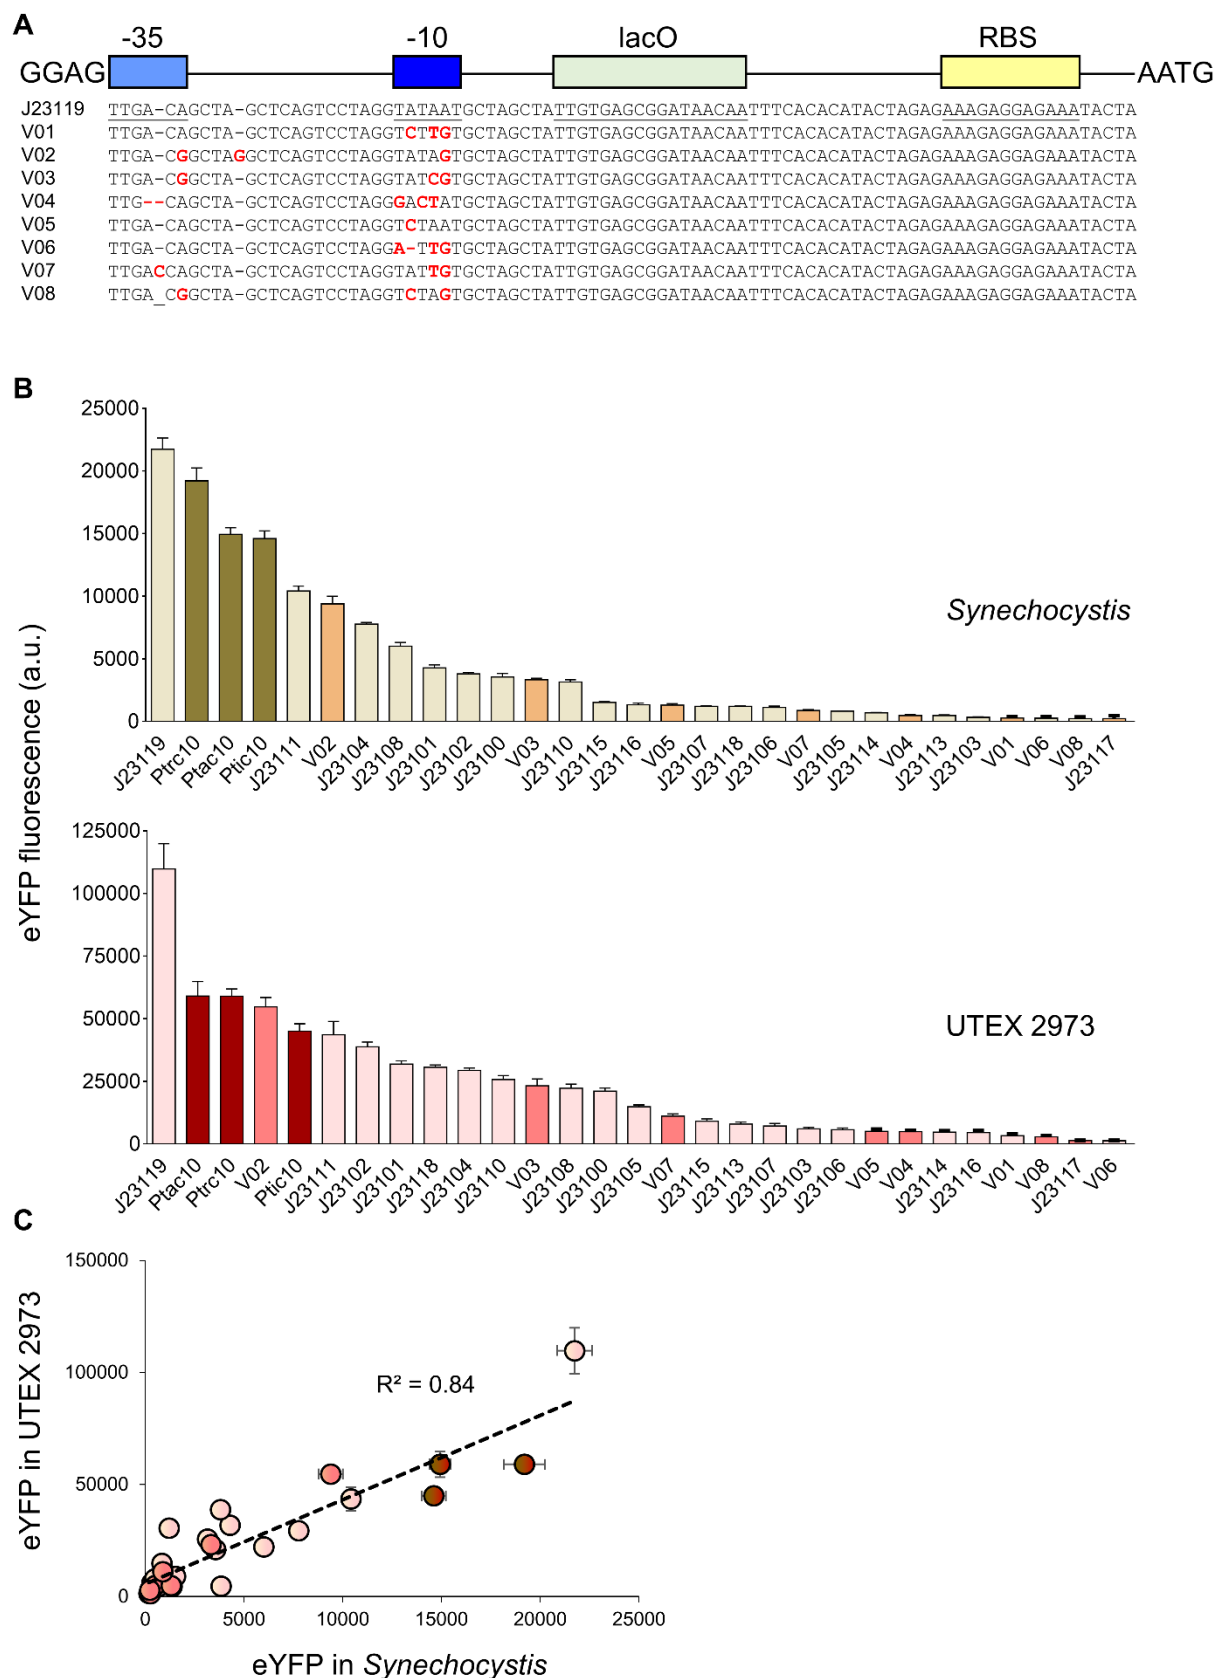 A
-35 -10 lacO RBS
GGAG AATG
J23119 TTGA-CAGCTA-GCTCAGTCCTAGGTATAATGCTAGCTATTGTGAGCGGATAACAATTTCACACATACTAGAGAAAGAGGAGAAATACTA
V01 TTGA-CAGCTA-GCTCAGTCCTAGGTCTTGTGCTAGCTATTGTGAGCGGATAACAATTTCACACATACTAGAGAAAGAGGAGAAATACTA
V02 TTGA-CGGCTAGGCTCAGTCCTAGGTATAGTGCTAGCTATTGTGAGCGGATAACAATTTCACACATACTAGAGAAAGAGGAGAAATACTA
V03 TTGA-CGGCTA-GCTCAGTCCTAGGTATCGTGCTAGCTATTGTGAGCGGATAACAATTTCACACATACTAGAGAAAGAGGAGAAATACTA
V04 TTG--CAGCTA-GCTCAGTCCTAGGGACTATGCTAGCTATTGTGAGCGGATAACAATTTCACACATACTAGAGAAAGAGGAGAAATACTA
V05 TTGA-CAGCTA-GCTCAGTCCTAGGTCTAATGCTAGCTATTGTGAGCGGATAACAATTTCACACATACTAGAGAAAGAGGAGAAATACTA
V06 TTGA-CAGCTA-GCTCAGTCCTAGGA-TTGTGCTAGCTATTGTGAGCGGATAACAATTTCACACATACTAGAGAAAGAGGAGAAATACTA
V07 TTGACCAGCTA-GCTCAGTCCTAGGTATTGTGCTAGCTATTGTGAGCGGATAACAATTTCACACATACTAGAGAAAGAGGAGAAATACTA
V08 TTGA_CGGCTA-GCTCAGTCCTAGGTCTAGTGCTAGCTATTGTGAGCGGATAACAATTTCACACATACTAGAGAAAGAGGAGAAATACTA
B
eYFP fluorescence (a.u.)
25000
20000
15000
10000
5000
0
Synechocystis
J23119 Ptrc10 Ptac10 Ptic10 J23111 V02 J23104 J23108 J23101 J23102 J23100 V03 J23110 J23115 J23116 V05 J23107 J23118 J23106 V07 J23105 J23114 V04 J23113 J23103 V01 V06 V08 J23117
125000
100000
75000
50000
25000
0
UTEX 2973
J23119 Ptac10 Ptrc10 V02 Ptic10 J23111 J23102 J23101 J23118 J23104 J23110 V03 J23108 J23100 J23105 V07 J23115 J23113 J23107 J23103 J23106 V05 V04 J23114 J23116 V01 V08 J23117 V06
C
eYFP in UTEX 2973
150000
100000
50000
0
R² = 0.84
0 5000 10000 15000 20000 25000
eYFP in Synechocystis